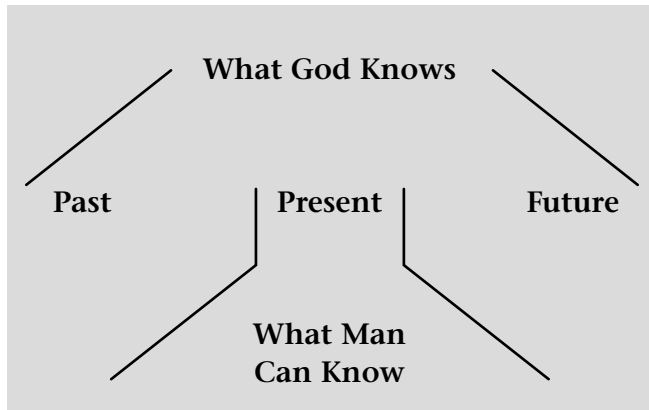 What God Knows
Past Present Future
What Man
Can Know